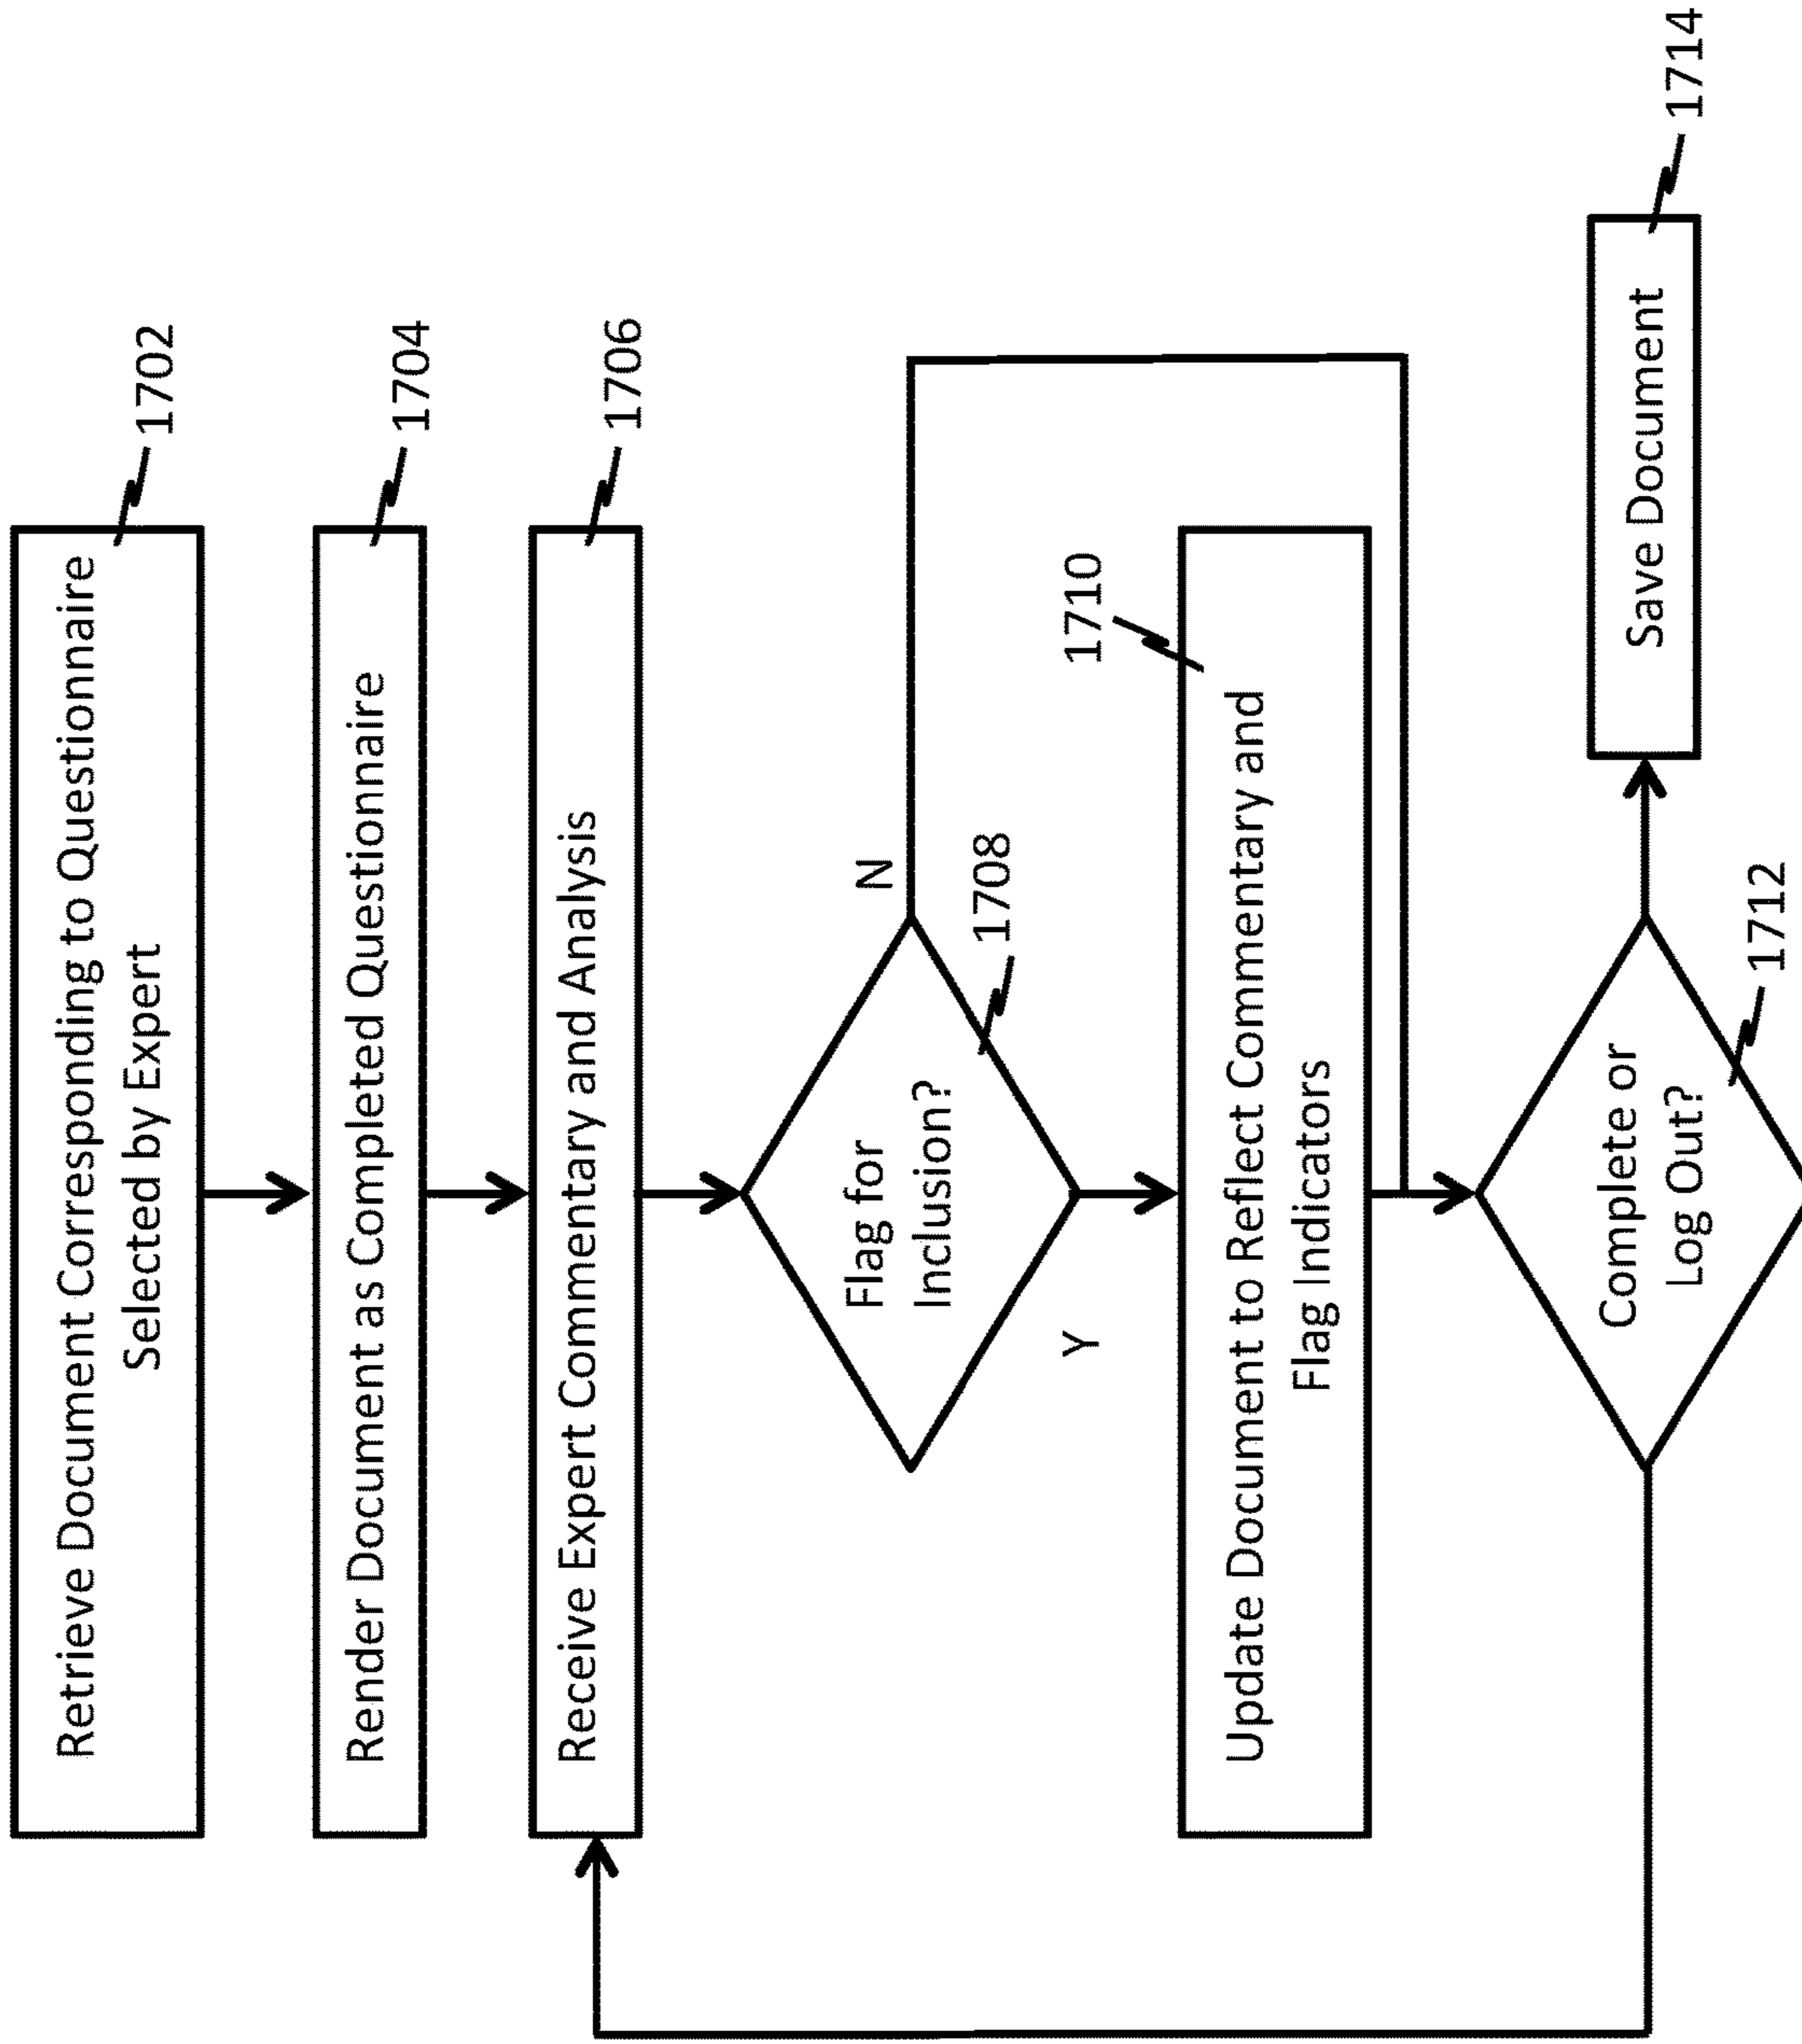 Retrieve Document Corresponding to Questionnaire
Selected by Expert
1702
Render Document as Completed Questionnaire
1704
Receive Expert Commentary and Analysis
1706
Flag for
Inclusion?
N
1708
Y
1710
Update Document to Reflect Commentary and
Flag Indicators
Complete or
Log Out?
1712
Save Document
1714